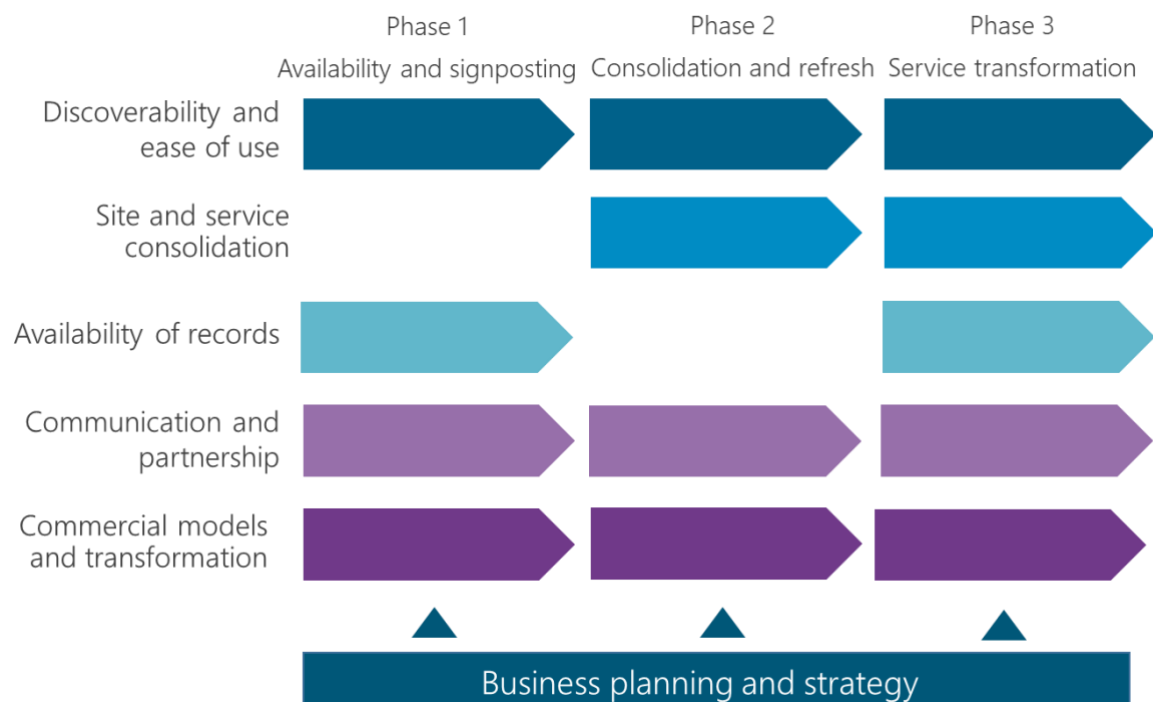 Phase 1
Phase 2
Phase 3
Availability and signposting
Consolidation and refresh
Service transformation
Discoverability and
ease of use
Site and service
consolidation
Availability of records
Communication and
partnership
Commercial models
and transformation
Business planning and strategy